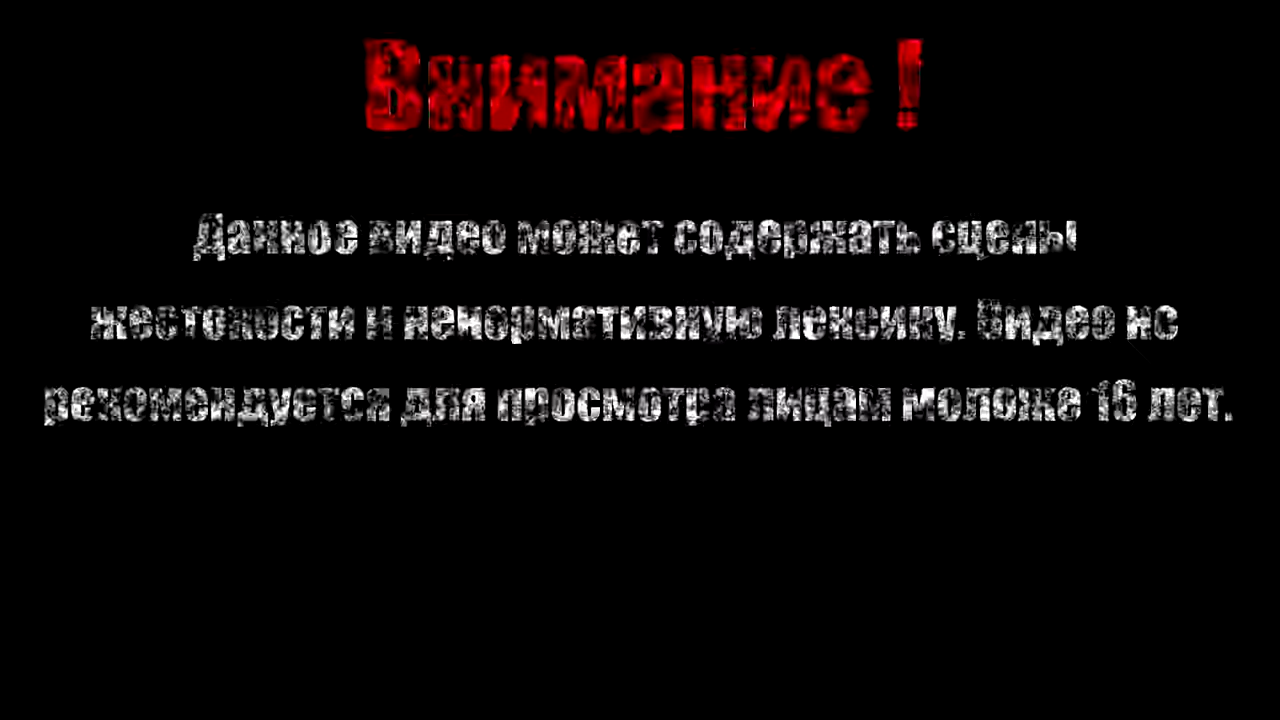 Внимание !
Данное видео может содержать сцены
жестокости и ненормативную лексику. Видео не
рекомендуется для просмотра лицам моложе 16 лет.